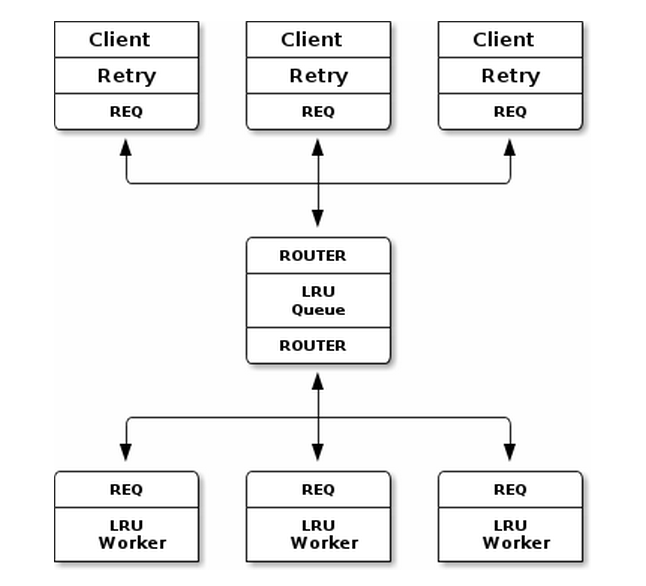 Client Client Client
Retry Retry Retry
REQ REQ REQ
ROUTER
LRU
Queue
ROUTER
REQ REQ REQ
LRU LRU LRU
Worker Worker Worker